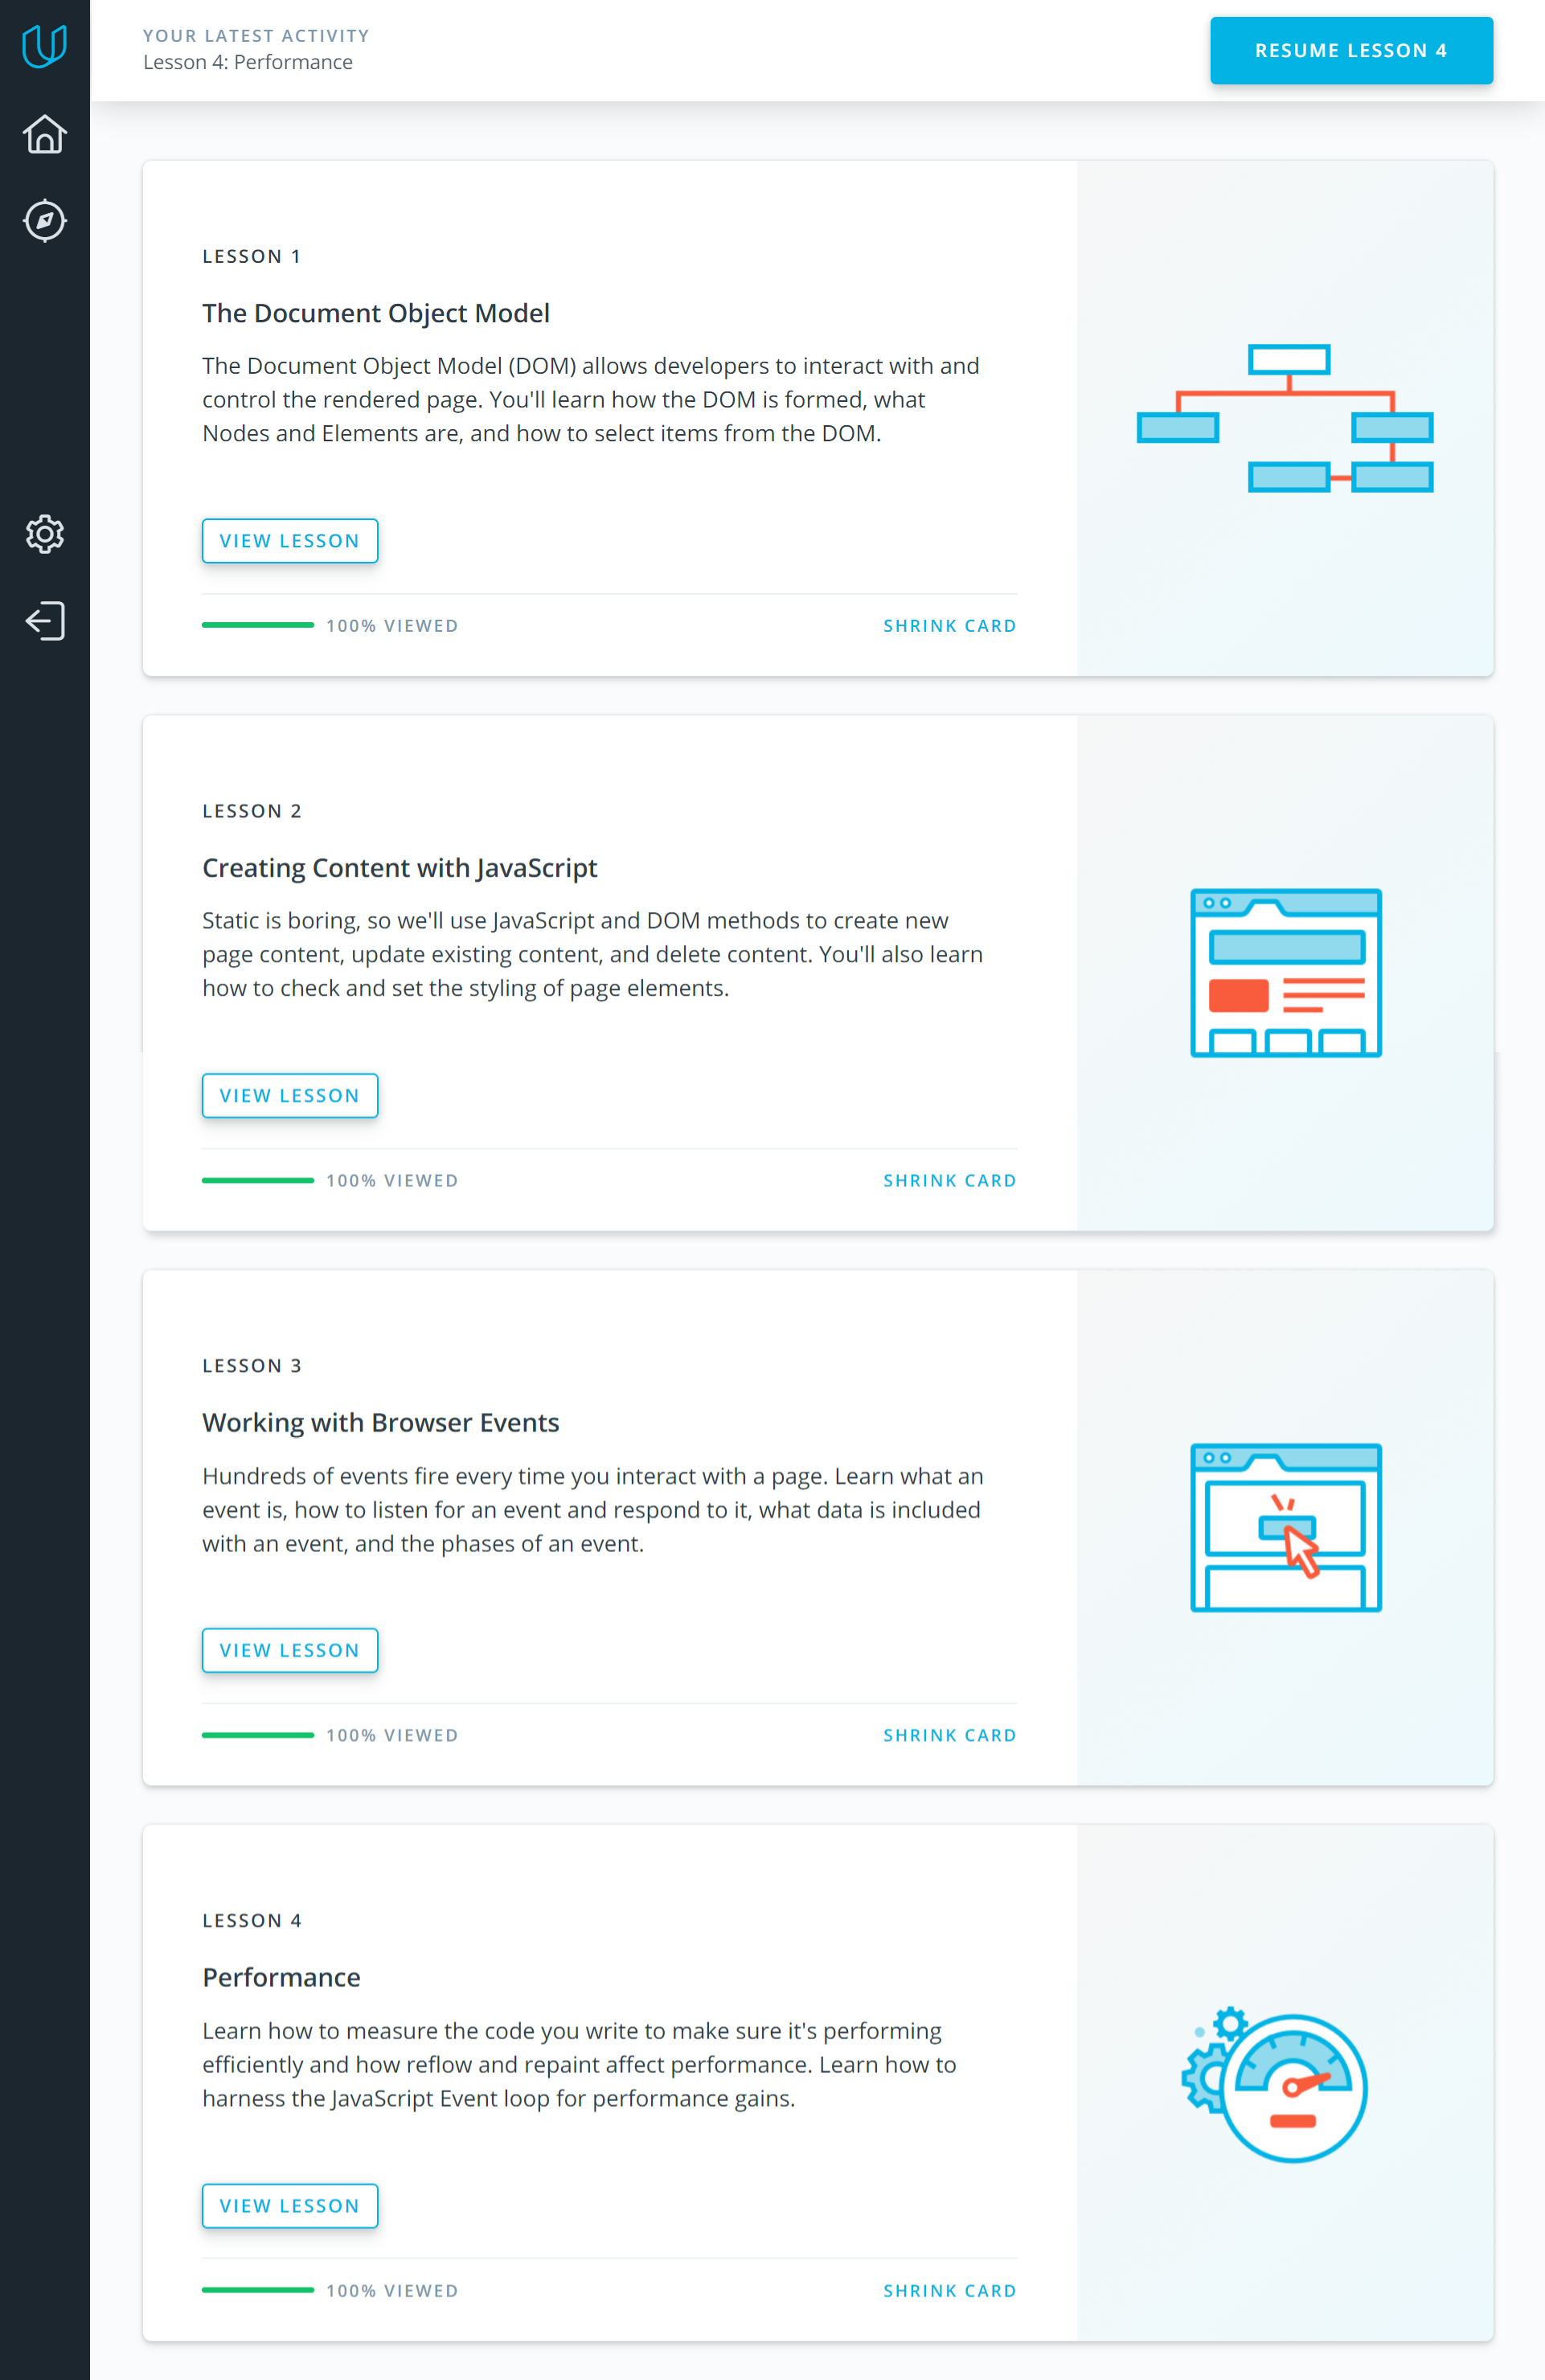 YOUR LATEST ACTIVITY
Lesson 4: Performance
RESUME LESSON 4
LESSON 1
The Document Object Model
The Document Object Model (DOM) allows developers to interact with and
control the rendered page. You'll learn how the DOM is formed, what
Nodes and Elements are, and how to select items from the DOM.
VIEW LESSON
100% VIEWED
SHRINK CARD
LESSON 2
Creating Content with JavaScript
Static is boring, so we'll use JavaScript and DOM methods to create new
page content, update existing content, and delete content. You'll also learn
how to check and set the styling of page elements.
VIEW LESSON
100% VIEWED
SHRINK CARD
LESSON 3
Working with Browser Events
Hundreds of events fire every time you interact with a page. Learn what an
event is, how to listen for an event and respond to it, what data is included
with an event, and the phases of an event.
VIEW LESSON
100% VIEWED
SHRINK CARD
LESSON 4
Performance
Learn how to measure the code you write to make sure it's performing
efficiently and how reflow and repaint affect performance. Learn how to
harness the JavaScript Event loop for performance gains.
VIEW LESSON
100% VIEWED
SHRINK CARD